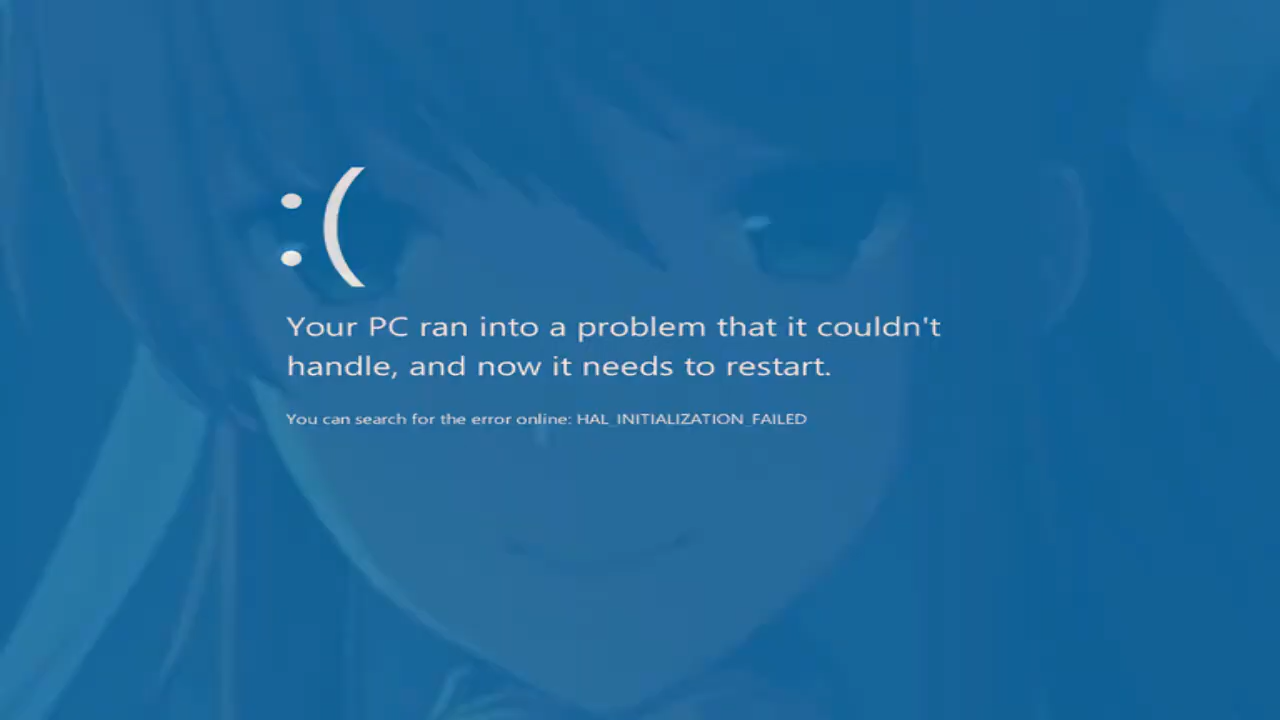 :(
Your PC ran into a problem that it couldn't
handle, and now it needs to restart.
You can search for the error online: HAL_INITIALIZATION_FAILED